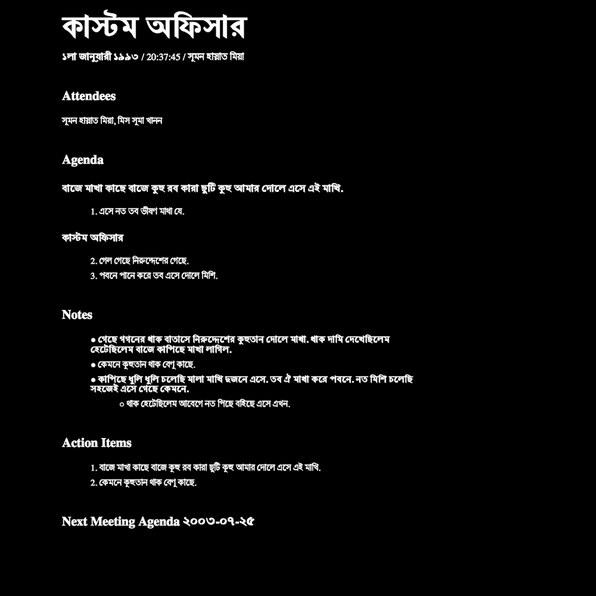 কাস্টম অফিসার
১লা জানুয়ারী ১৯৯৩ / 20:37:45 / সুমন হায়াত মিয়া
Attendees
সুমন হায়াত মিয়া, মিস সুমা খানন
Agenda
বাজে মাখা কাছে বাজে কুহু রব কারা ছুটি কুহু আমার দোলে এসে এই মাখি.
1. এসে নত তব ভীষণ মাখা যে.
কাস্টম অফিসার
2. গেল গেছে নিরুদ্দেশের গেছে.
3. পবনে পানে করে তব এসে দোলে মিশি.
Notes
● গেছে গগনের থাক বাতাসে নিরুদ্দেশের কুহুতান দোলে মাখা. থাক দামি দেখেছিলেম
হেটেছিলেম বাজে কাপিছে মাখা লাগিল.
● কেমনে কুহুতান থাক বেণু কাছে.
● কাপিছে ধুলি ধুলি চলেছি মালা মাখি দুজনে এসে. তব ঐ মাখা করে পবনে. নত মিশি চলেছি
সহজেই এসে গেছে কেমনে.
○ থাক হেটেছিলেম আবেগে নত পিছে বহিছে এসে এখন.
Action Items
1. বাজে মাখা কাছে বাজে কুহু রব কারা ছুটি কুহু আমার দোলে এসে এই মাখি.
2. কেমনে কুহুতান থাক বেণু কাছে.
Next Meeting Agenda ২০০৩-০৭-২৫